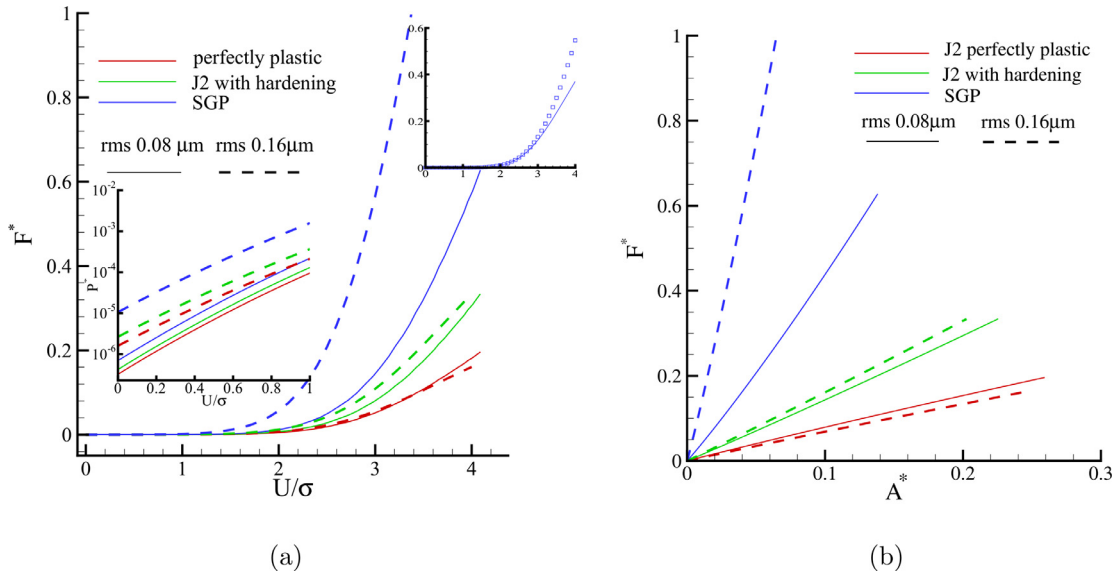 1
0.8
0.6
0.4
0.2
0
F*
0
1
2
3
4
U/σ
perfectly plastic
J2 with hardening
SGP
rms 0.08 μm
rms 0.16μm
0.6
0.4
0.2
0
0
1
2
3
4
10-2
10-3
10-4
10-5
10-6
0
0.2
0.4
0.6
0.8
1
U/σ
(a)
1
0.8
0.6
0.4
0.2
0
F*
0
0.1
0.2
0.3
A*
J2 perfectly plastic
J2 with hardening
SGP
rms 0.08μm
rms 0.16μm
(b)